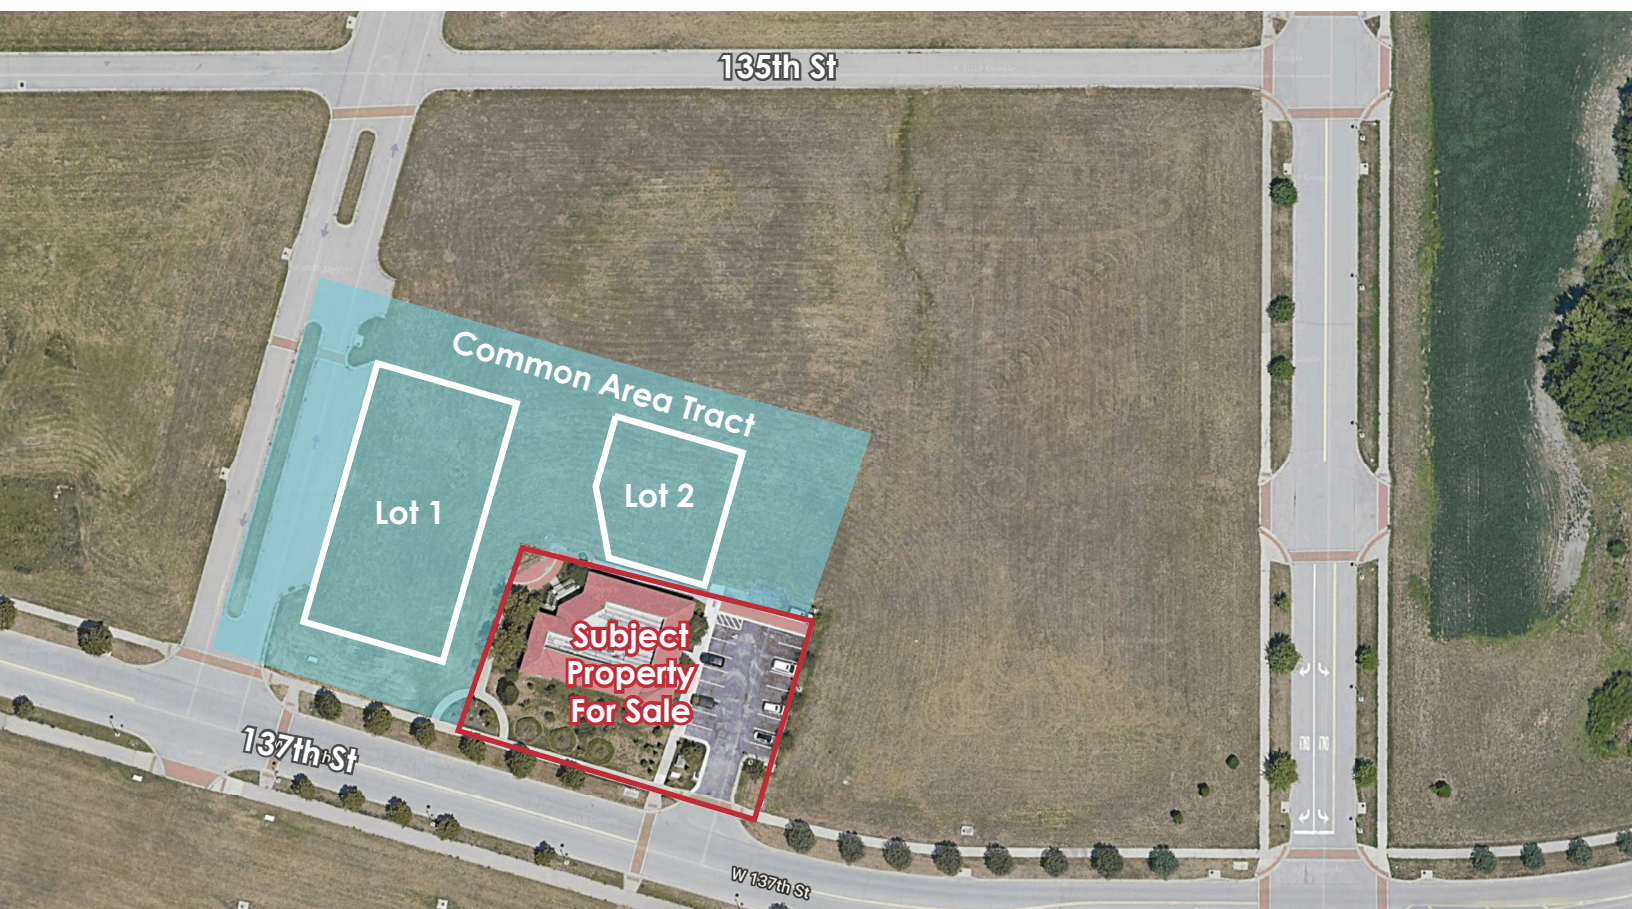 135th St
Common Area Tract
Lot 1
Lot 2
Subject
Property
For Sale
137th St
W 137th St